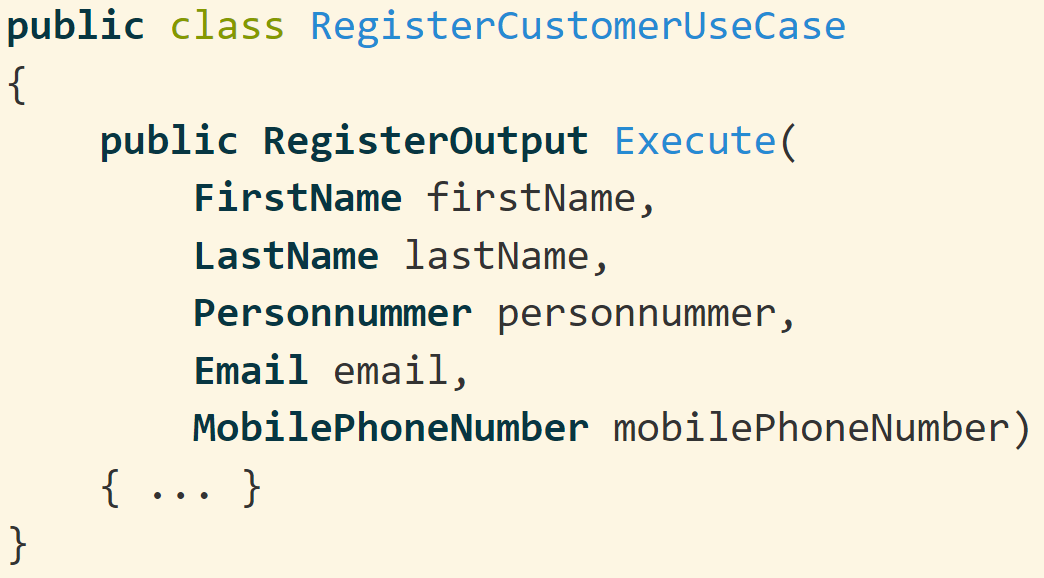 public class RegisterCustomerUseCase
{
public RegisterOutput Execute(
FirstName firstName,
LastName lastName,
Personnummer personnummer,
Email email,
MobilePhoneNumber mobilePhoneNumber)
{ ... }
}